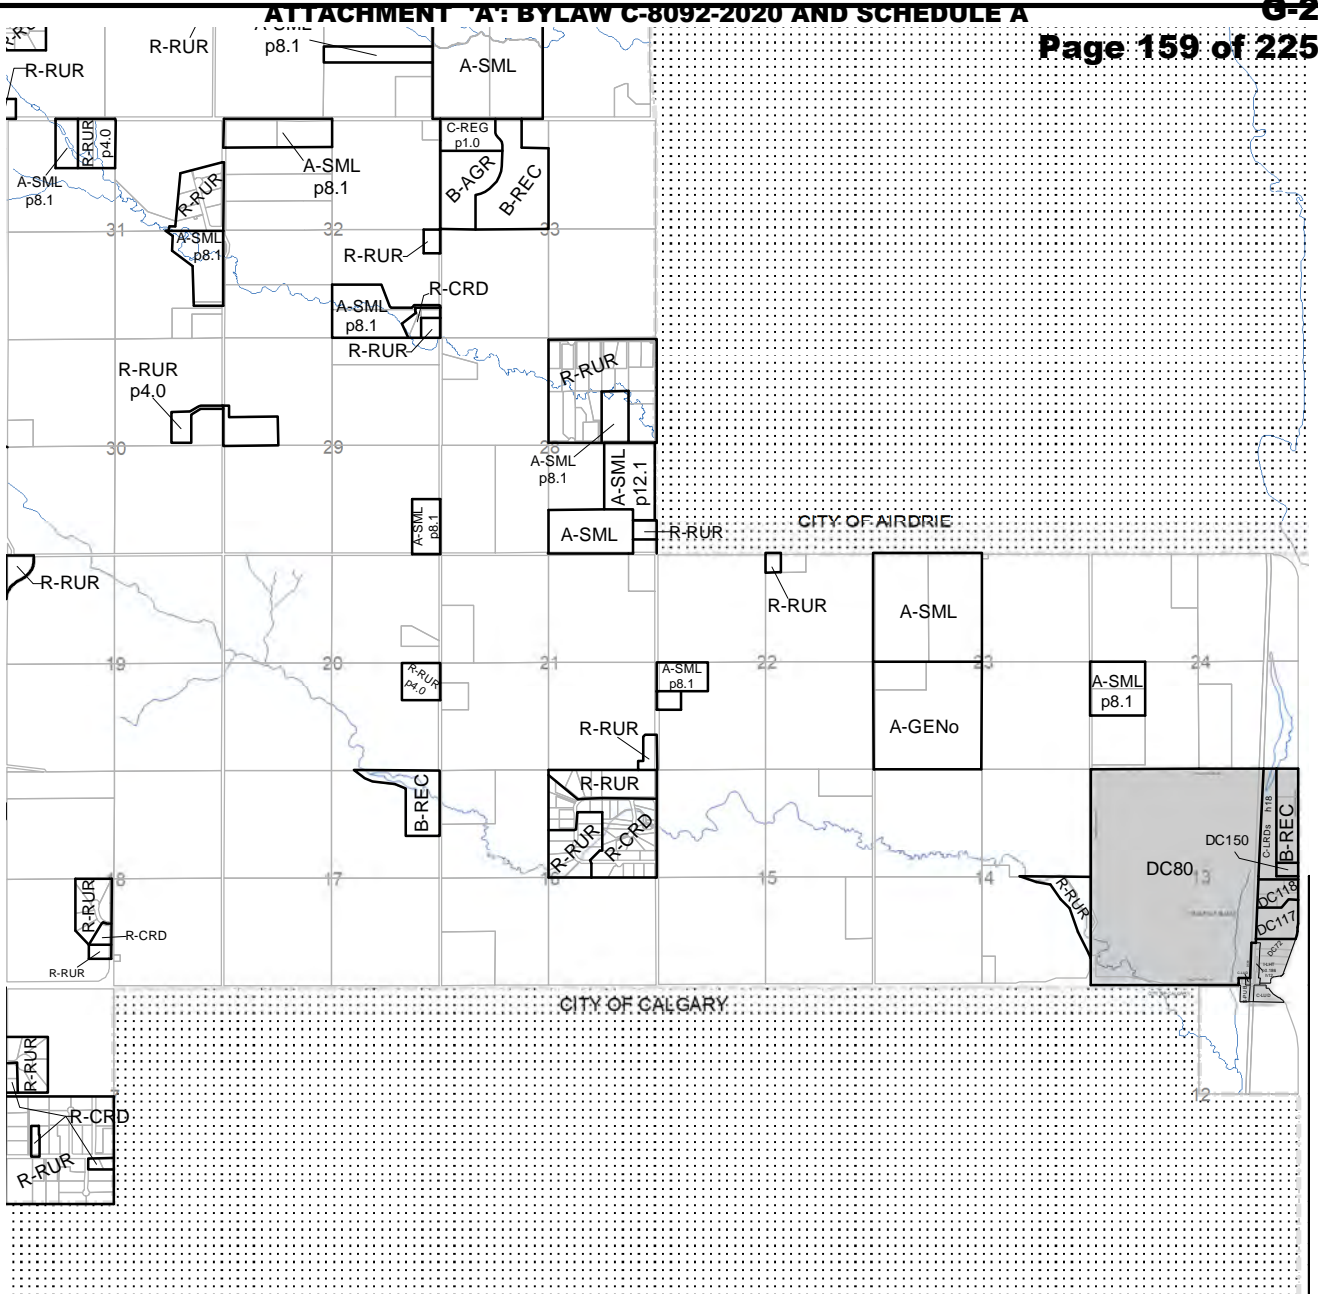 ATTACHMENT 'A': BYLAW C-8092-2020 AND SCHEDULE A
G-2
Page 159 of 225
R-RUR
R-RUR
p8.1
A-SML
R-RUR
p4.0
A-SML
p8.1
R-RUR
A-SML
p8.1
C-REG
p1.0
B-AGR
B-REC
31
32
33
A-SML
p8.1
R-RUR
R-CRD
A-SML
p8.1
R-RUR
R-RUR
R-RUR
p4.0
30
29
28
A-SML
p8.1
A-SML
p12.1
A-SML
p8.1
A-SML
R-RUR
CITY OF AIRDRIE
R-RUR
R-RUR
A-SML
19
20
21
22
23
24
R-RUR
p4.0
A-SML
p8.1
A-SML
p8.1
R-RUR
A-GENo
R-RUR
B-REC
R-RUR
R-CRD
C-LRDs h18
B-REC
DC150
DC80
18
17
16
15
14
13
R-RUR
R-CRD
R-RUR
R-RUR
DC118
DC117
DC72
CITY OF CALGARY
R-RUR
12
R-CRD
R-RUR